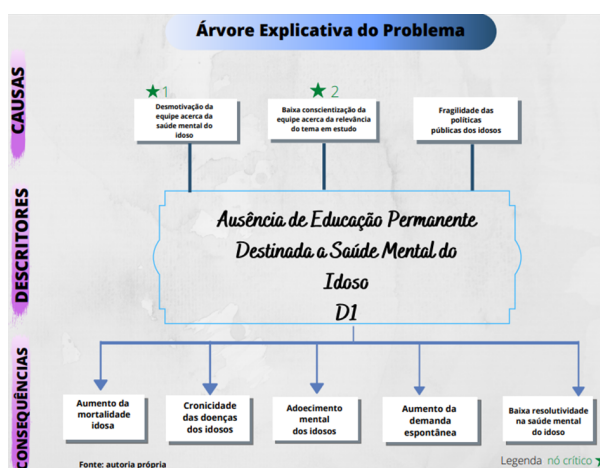 Árvore Explicativa do Problema
CAUSAS
★1
Desmotivação da
equipe acerca da
saúde mental do
idoso
★ 2
Baixa conscientização da
equipe acerca da relevância
do tema em estudo
Fragilidade das
políticas
públicas dos idosos
DESCRITORES
Ausência de Educação Permanente
Destinada a Saúde Mental do
Idoso
D1
CONSEQUÊNCIAS
Aumento da
mortalidade
idosa
Cronicidade
das doenças
dos idosos
Adoecimento
mental
dos idosos
Aumento da
demanda
espontânea
Baixa resolutividade
na saúde mental
do idoso
Fonte: autoria própria
Legenda nó crítico ★